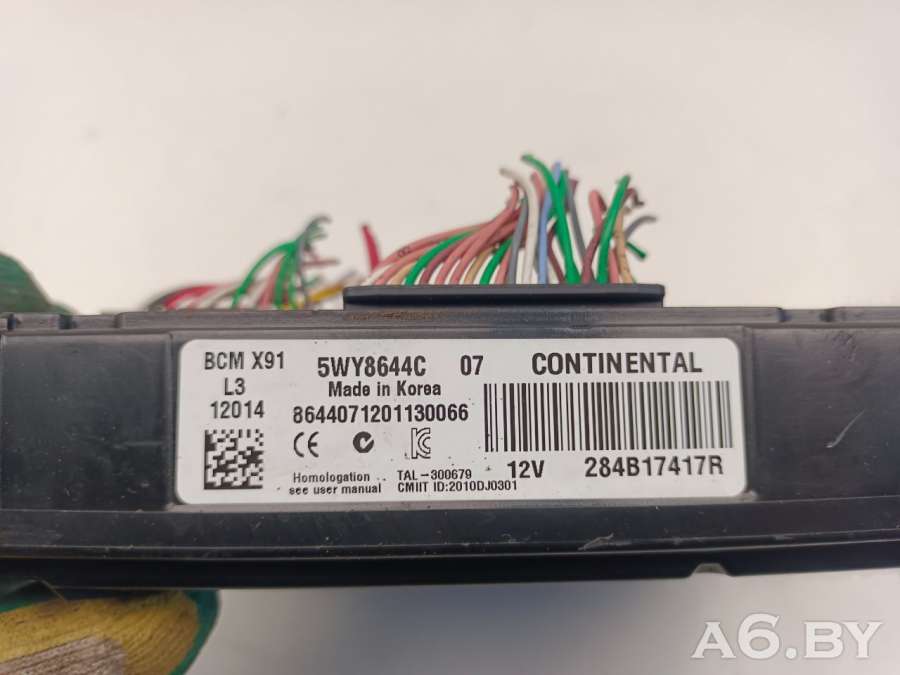 BCM X91
L3
12014
5WY8644C 07 CONTINENTAL
Made in Korea
8644071201130066
CE
Homologation
see user manual
TAL-300679
CMIIT ID:2010DJ0301
12V 284B17417R
A6.BY